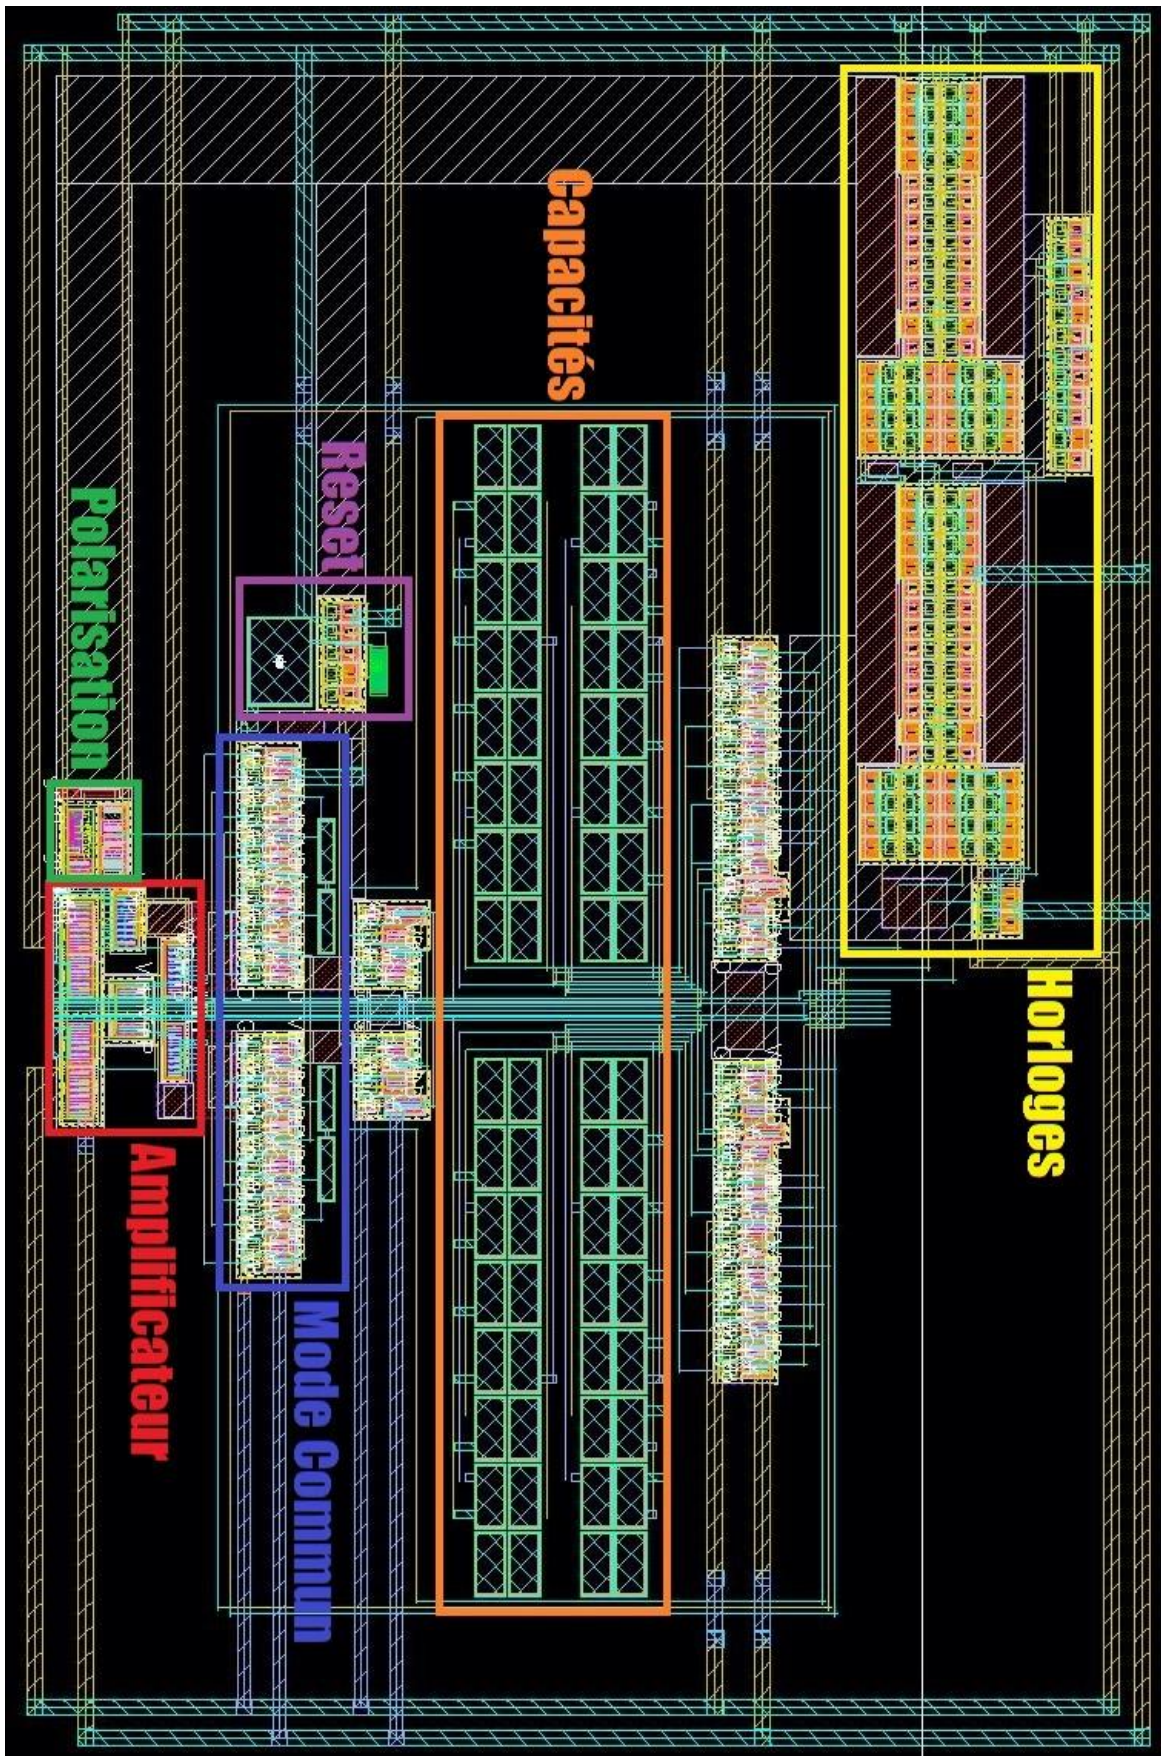 Capacités
Reset
Polarisation
Horloges
Amplificateur
Mode Commun